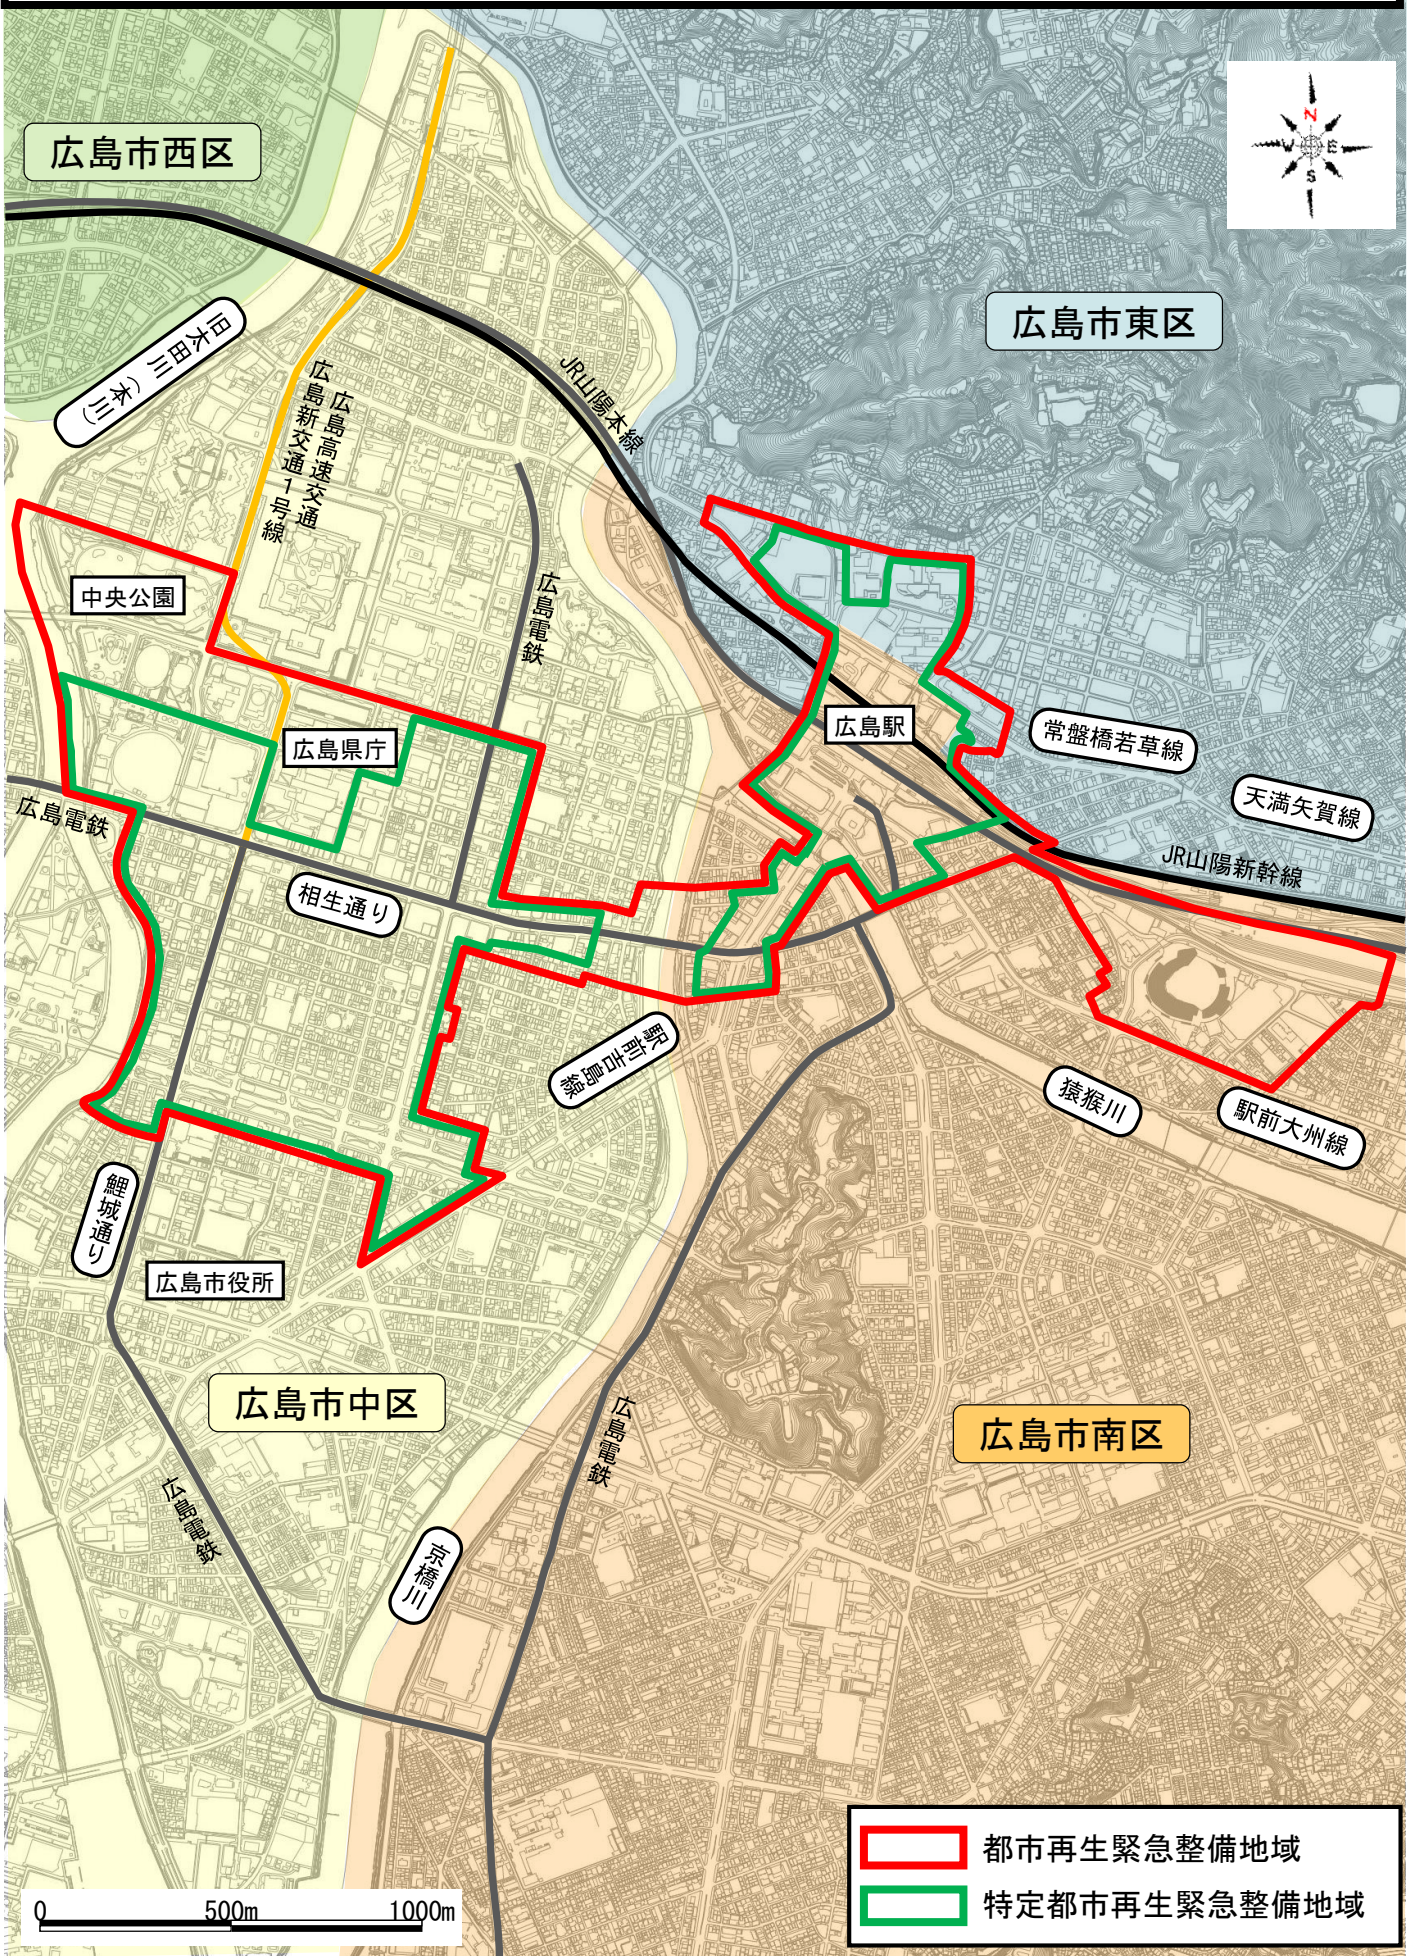 広島市西区
N
W
E
S
広島市東区
旧太田川(本川)
広島高速交通
広島新交通1号線
JR山陽本線
中央公園
広島電鉄
広島県庁
広島駅
常盤橋若草線
天満矢賀線
広島電鉄
JR山陽新幹線
相生通り
駅前吉島線
猿猴川
駅前大州線
鯉城通り
広島市役所
広島市中区
広島電鉄
広島市南区
広島電鉄
京橋川
都市再生緊急整備地域
特定都市再生緊急整備地域
0 500m 1000m